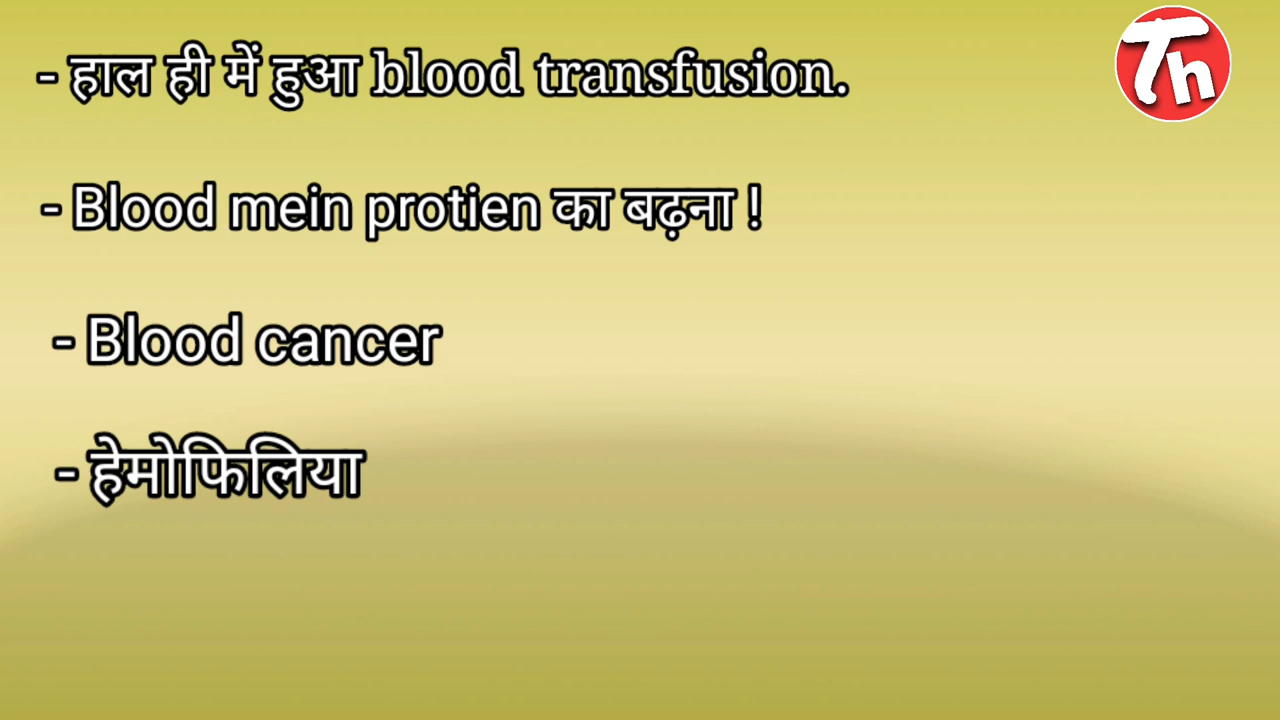 - हाल ही में हुआ blood transfusion.
Th
- Blood mein protien का बढ़ना !
- Blood cancer
- हेमोफिलिया